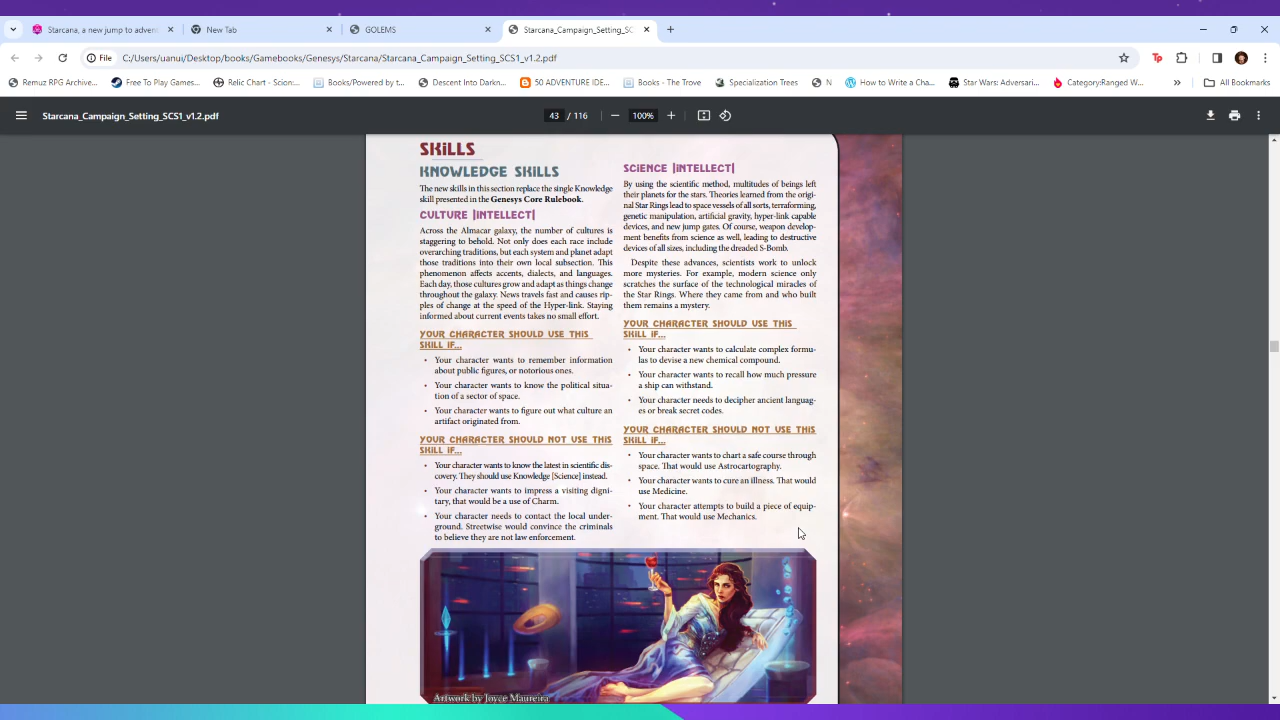 Starcana, a new jump to advent
New Tab
GOLEMS
Starcana_Campaign_Setting_SC
File
C:/Users/uanui/Desktop/books/Gamebooks/Genesys/Starcana/Starcana_Campaign_Setting_SCS1_v1.2.pdf
Remuz RPG Archive...
Free To Play Games...
Relic Chart - Scion:...
Books/Powered by t...
Descent Into Darkn...
50 ADVENTURE IDE...
Books - The Trove
Specialization Trees
N
How to Write a Cha...
Star Wars: Adversari...
Category:Ranged W...
All Bookmarks
Starcana_Campaign_Setting_SCS1_v1.2.pdf
43 / 116
100%
SKILLS
KNOWLEDGE SKILLS
The new skills in this section replace the single Knowledge
skill presented in the Genesys Core Rulebook.
CULTURE |INTELLECT|
Across the Almacar galaxy, the number of cultures is
staggering to behold. Not only does each race include
overarching traditions, but each system and planet adapt
those traditions into their own local subsection. This
phenomenon affects accents, dialects, and languages.
Each day, those cultures grow and adapt as things change
throughout the galaxy. News travels fast and causes rip-
ples of change at the speed of the Hyper-link. Staying
informed about current events takes no small effort.
YOUR CHARACTER SHOULD USE THIS
SKILL IF...
• Your character wants to remember information
about public figures, or notorious ones.
• Your character wants to know the political situa-
tion of a sector of space.
• Your character wants to figure out what culture an
artifact originated from.
YOUR CHARACTER SHOULD NOT USE THIS
SKILL IF...
• Your character wants to know the latest in scientific dis-
covery. They should use Knowledge [Science] instead.
• Your character wants to impress a visiting digni-
tary, that would be a use of Charm.
• Your character needs to contact the local under-
ground. Streetwise would convince the criminals
to believe they are not law enforcement.
SCIENCE |INTELLECT|
By using the scientific method, multitudes of beings left
their planets for the stars. Theories learned from the origi-
nal Star Rings lead to space vessels of all sorts, terraforming,
genetic manipulation, artificial gravity, hyper-link capable
devices, and new jump gates. Of course, weapon develop-
ment benefits from science as well, leading to destructive
devices of all sizes, including the dreaded S-Bomb.
Despite these advances, scientists work to unlock
more mysteries. For example, modern science only
scratches the surface of the technological miracles of
the Star Rings. Where they came from and who built
them remains a mystery.
YOUR CHARACTER SHOULD USE THIS
SKILL IF...
• Your character wants to calculate complex formu-
las to devise a new chemical compound.
• Your character wants to recall how much pressure
a ship can withstand.
• Your character needs to decipher ancient languag-
es or break secret codes.
YOUR CHARACTER SHOULD NOT USE THIS
SKILL IF...
• Your character wants to chart a safe course through
space. That would use Astrocartography.
• Your character wants to cure an illness. That would
use Medicine.
• Your character attempts to build a piece of equip-
ment. That would use Mechanics.
Artwork by Joyce Maureira